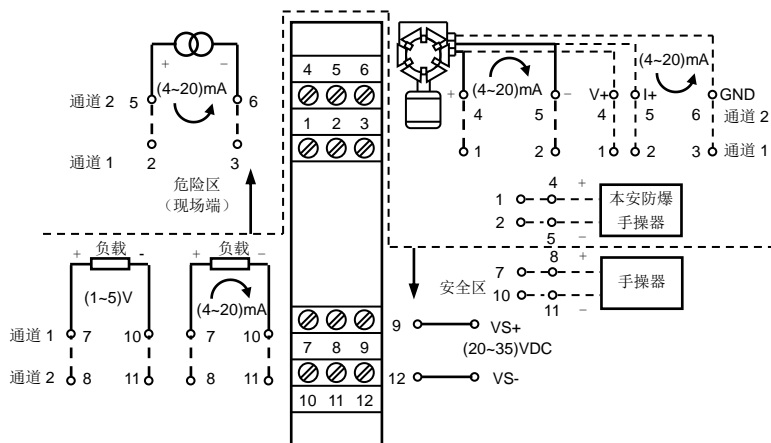 + −
(4~20)mA
通道 2 5 6
通道 1 2 3
危险区
（现场端）
4 5 6
1 2 3
(4~20)mA
+ −
4 5
1 2
(4~20)mA
V+ I+ GND
4 5 6 通道 2
1 2 3 通道 1
1 4 +
2 5 −
本安防爆
手操器
7 8 +
10 11 −
手操器
安全区
+ 负载 -
(1~5)V
+ 负载 −
(4~20)mA
通道 1 7 10 7 10
通道 2 8 11 8 11
7 8 9
10 11 12
9 VS+
(20~35)VDC
12 VS-